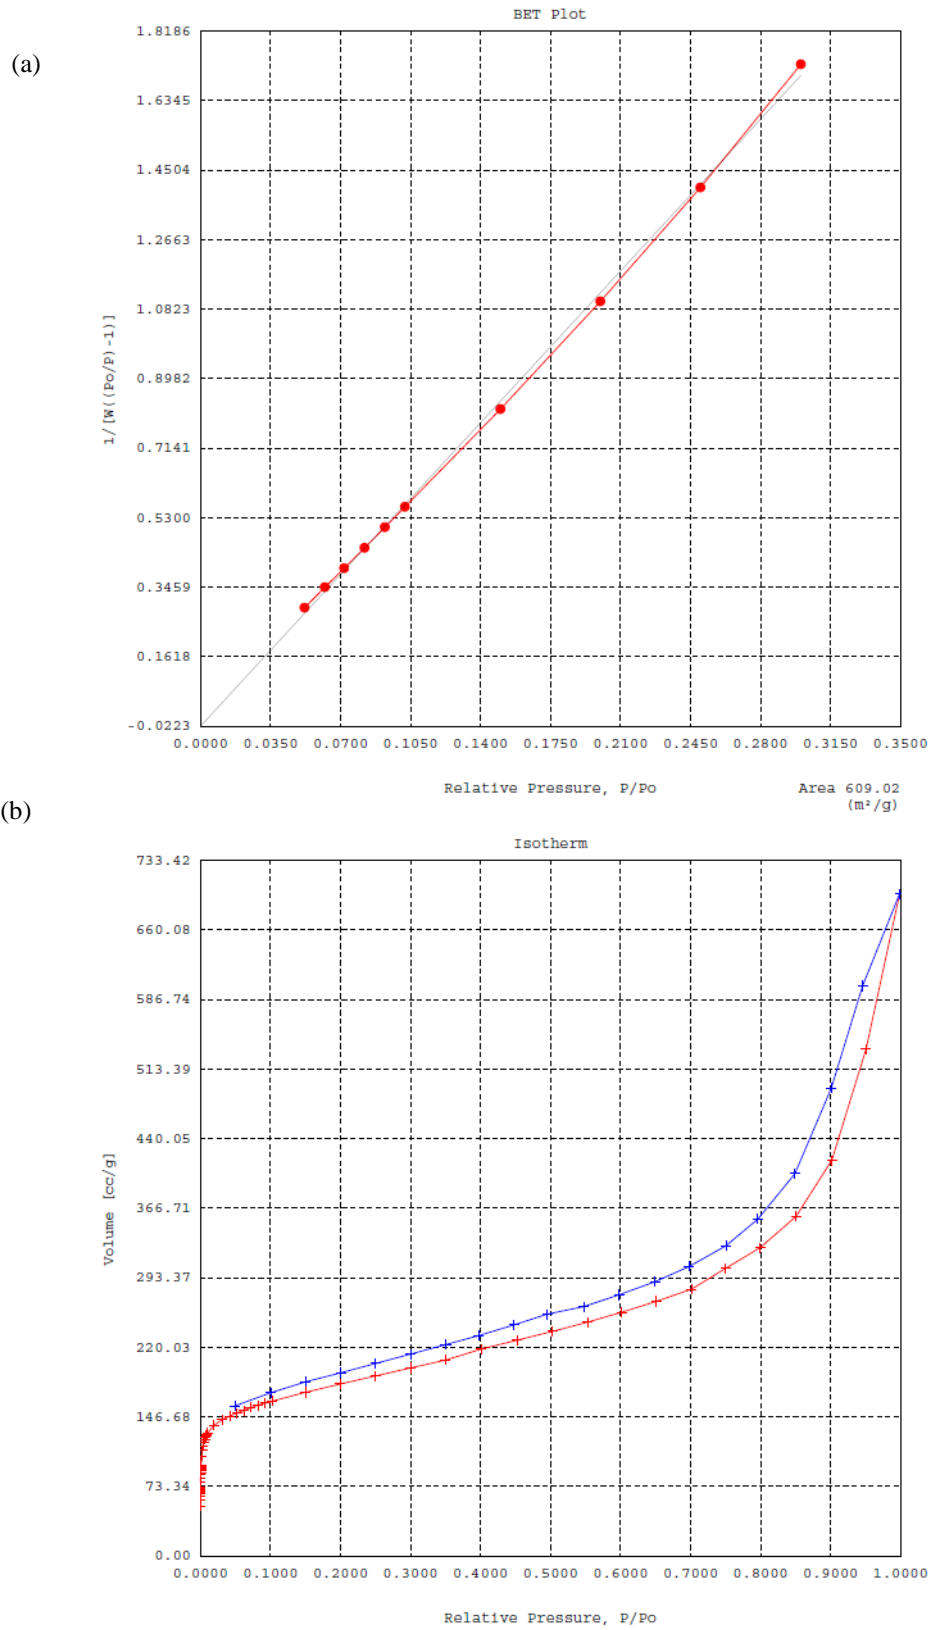 BET Plot
(a)
1.8186
1.6345
1.4504
1.2663
1.0823
0.8982
0.7141
0.5300
0.3459
0.1618
-0.0223
1/[W((Po/P)-1)]
0.0000 0.0350 0.0700 0.1050 0.1400 0.1750 0.2100 0.2450 0.2800 0.3150 0.3500
Relative Pressure, P/Po
Area 609.02
(m²/g)
(b)
Isotherm
733.42
660.08
586.74
513.39
440.05
366.71
293.37
220.03
146.68
73.34
0.00
Volume [cc/g]
0.0000 0.1000 0.2000 0.3000 0.4000 0.5000 0.6000 0.7000 0.8000 0.9000 1.0000
Relative Pressure, P/Po